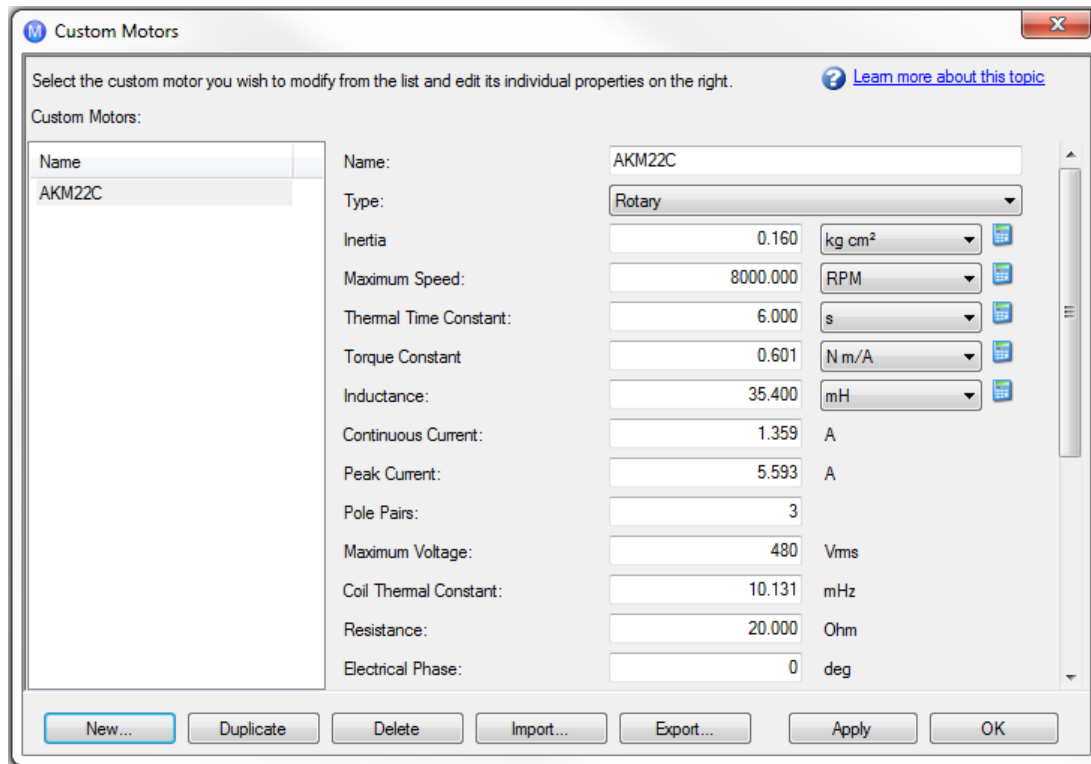 M Custom Motors
Select the custom motor you wish to modify from the list and edit its individual properties on the right.
? Learn more about this topic
Custom Motors:
Name
AKM22C
Name: AKM22C
Type: Rotary
Inertia 0.160 kg cm²
Maximum Speed: 8000.000 RPM
Thermal Time Constant: 6.000 s
Torque Constant 0.601 N m/A
Inductance: 35.400 mH
Continuous Current: 1.359 A
Peak Current: 5.593 A
Pole Pairs: 3
Maximum Voltage: 480 Vrms
Coil Thermal Constant: 10.131 mHz
Resistance: 20.000 Ohm
Electrical Phase: 0 deg
New... Duplicate Delete Import... Export... Apply OK